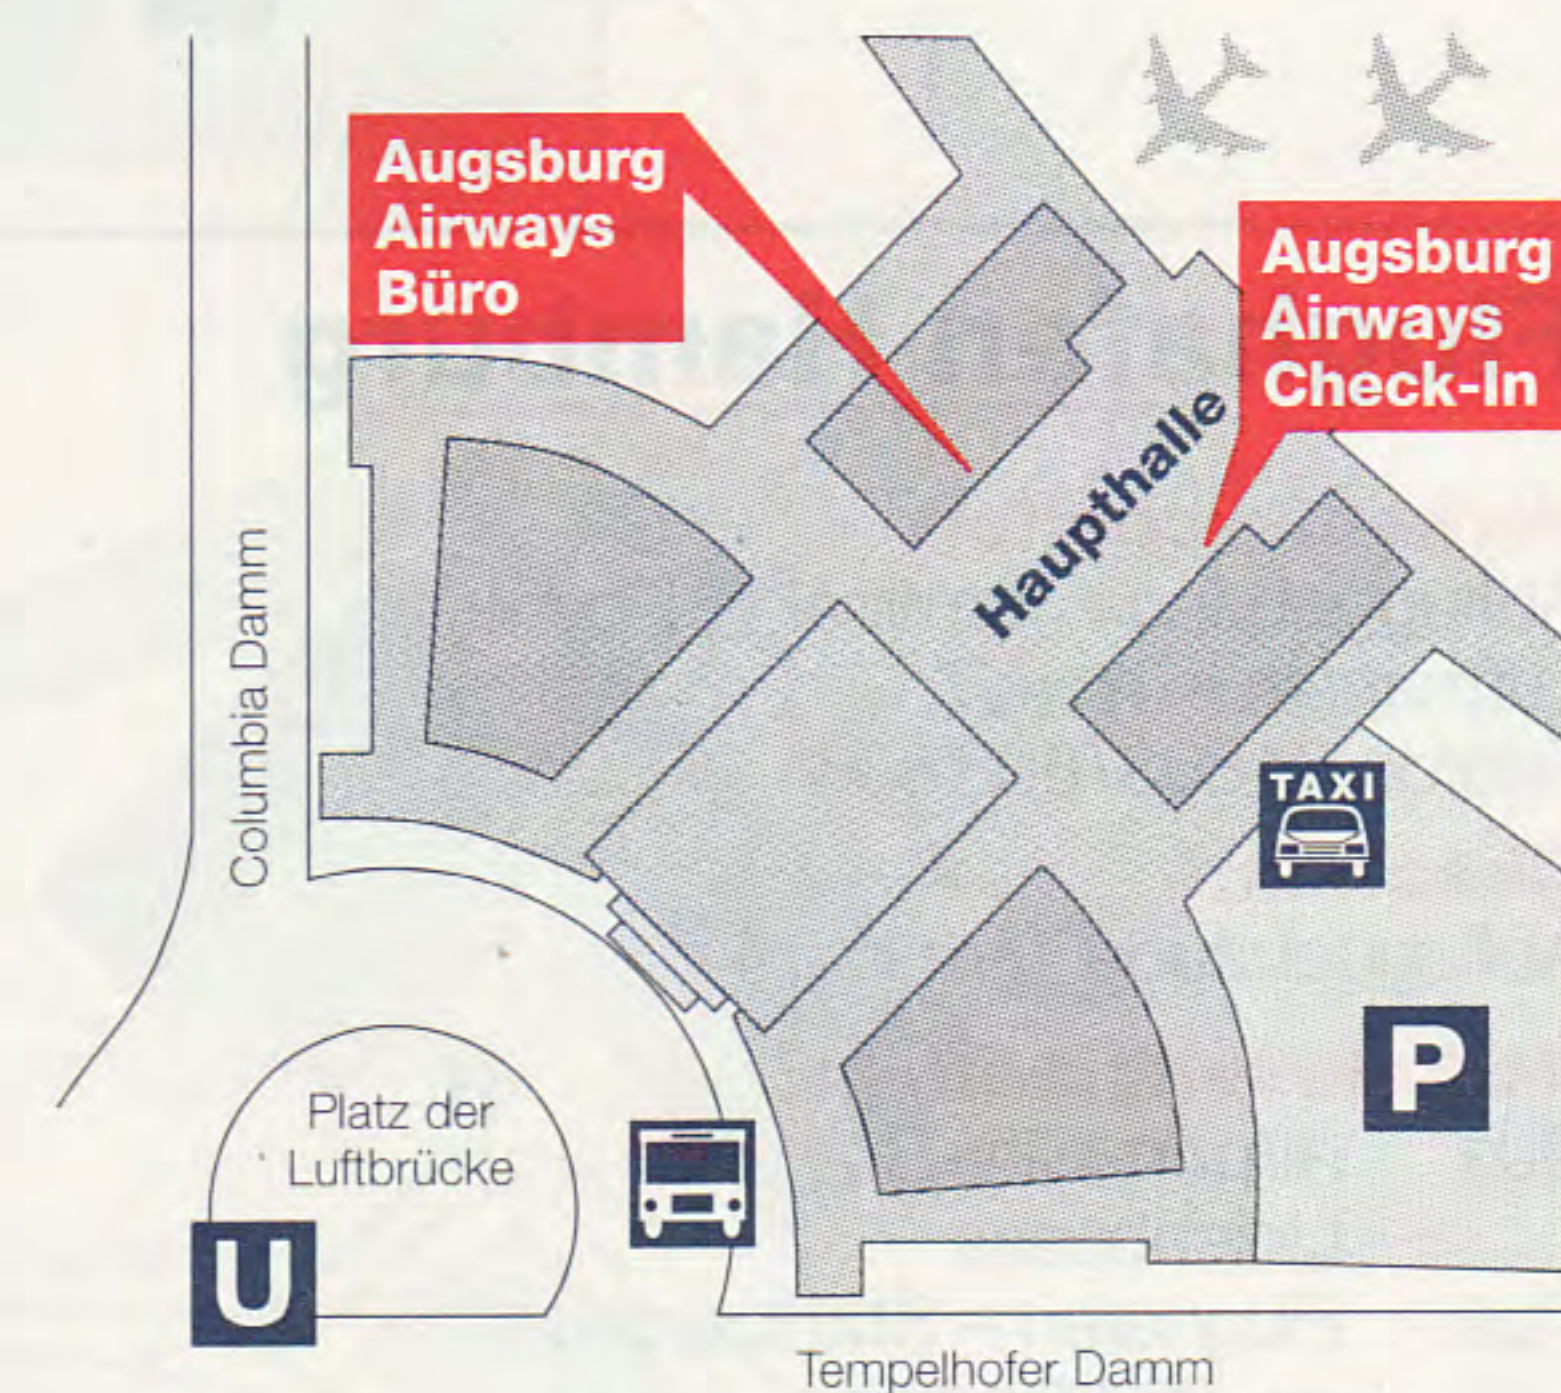 Augsburg
Airways
Büro
Augsburg
Airways
Check-In
Haupthalle
Columbia Damm
TAXI
P
Platz der
Luftbrücke
U
Tempelhofer Damm